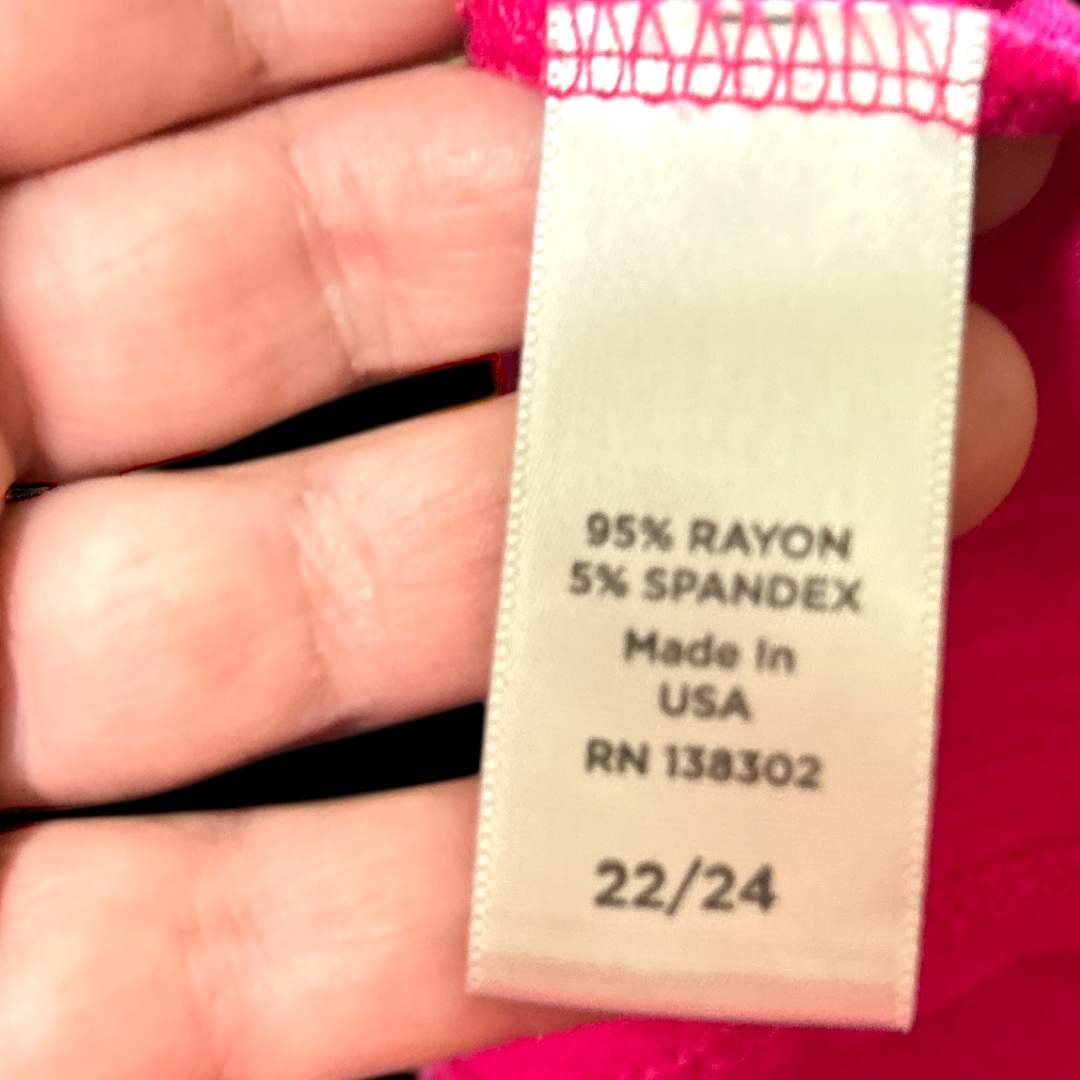 95% RAYON
5% SPANDEX
Made In
USA
RN 138302
22/24